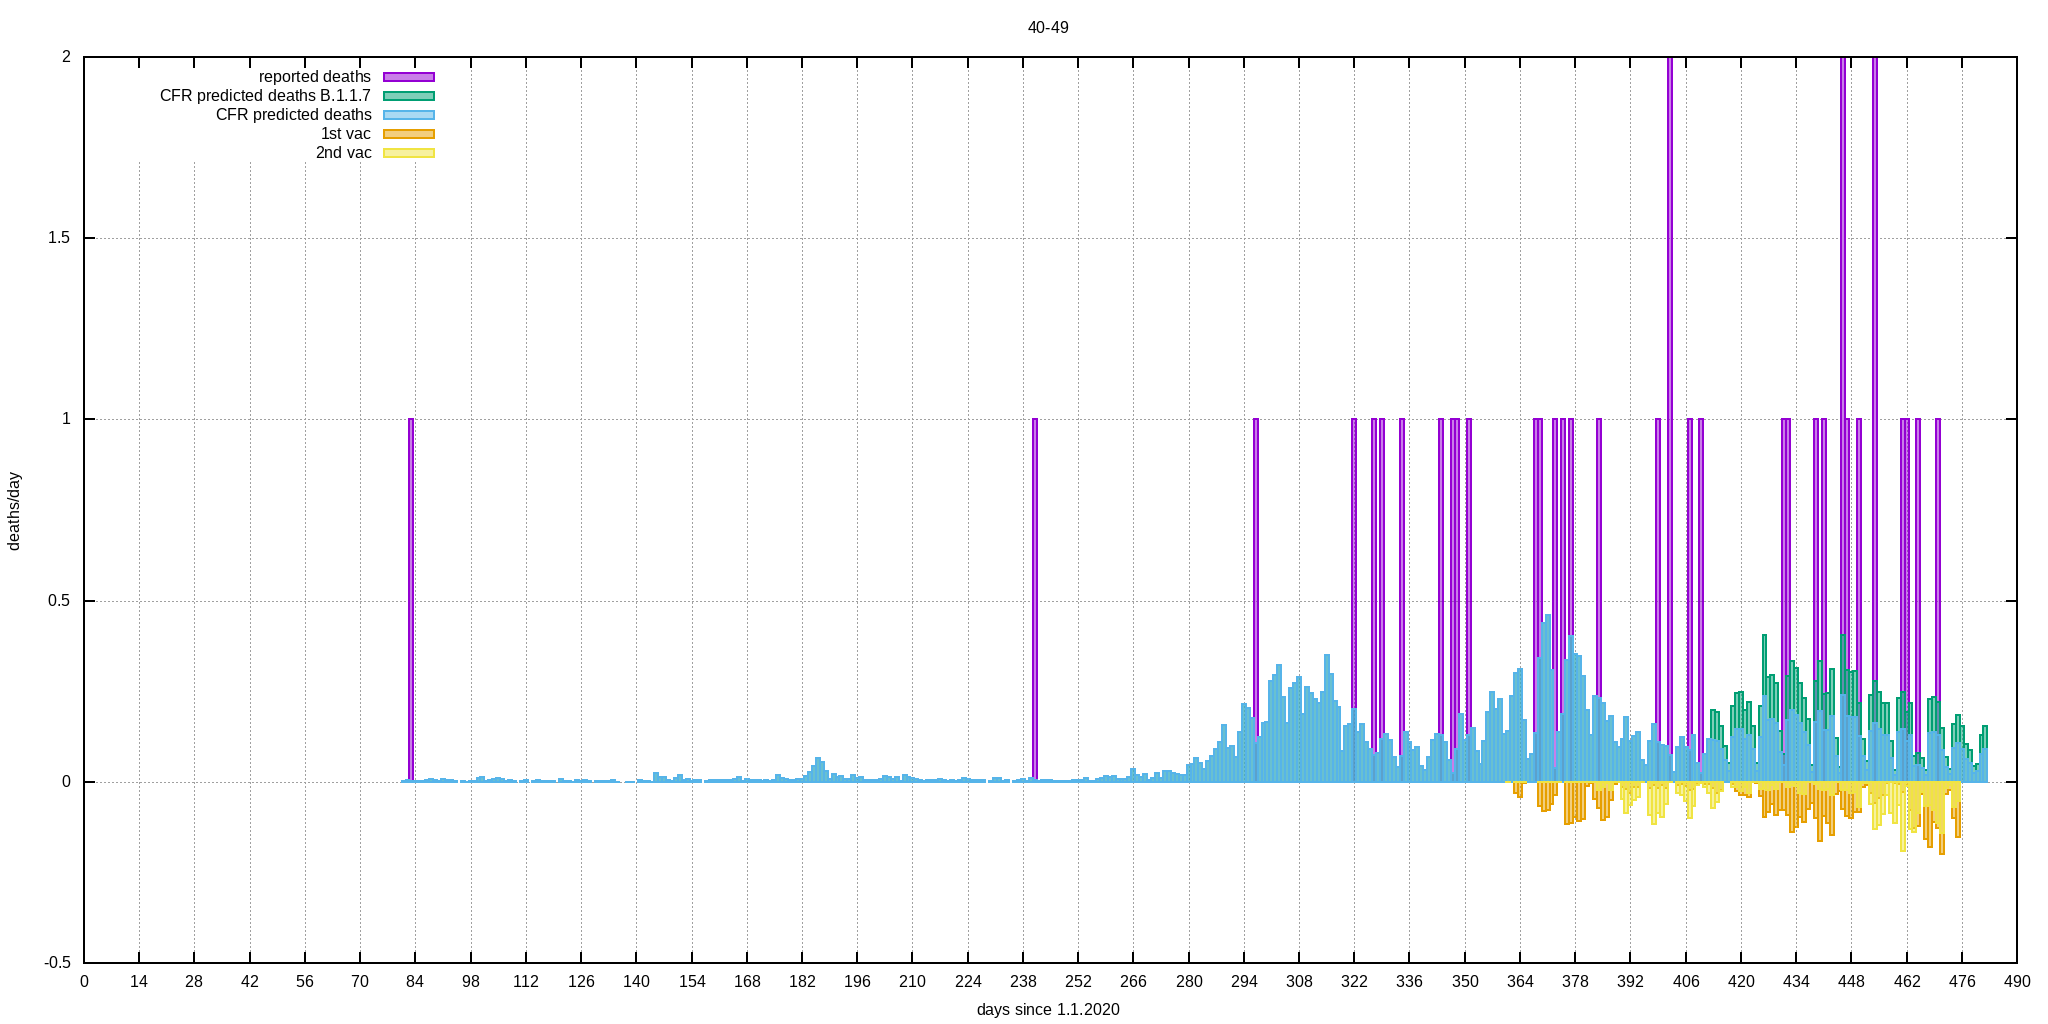 40-49
2
1.5
1
0.5
0
-0.5
deaths/day
reported deaths
CFR predicted deaths B.1.1.7
CFR predicted deaths
1st vac
2nd vac
0 14 28 42 56 70 84 98 112 126 140 154 168 182 196 210 224 238 252 266 280 294 308 322 336 350 364 378 392 406 420 434 448 462 476 490
days since 1.1.2020